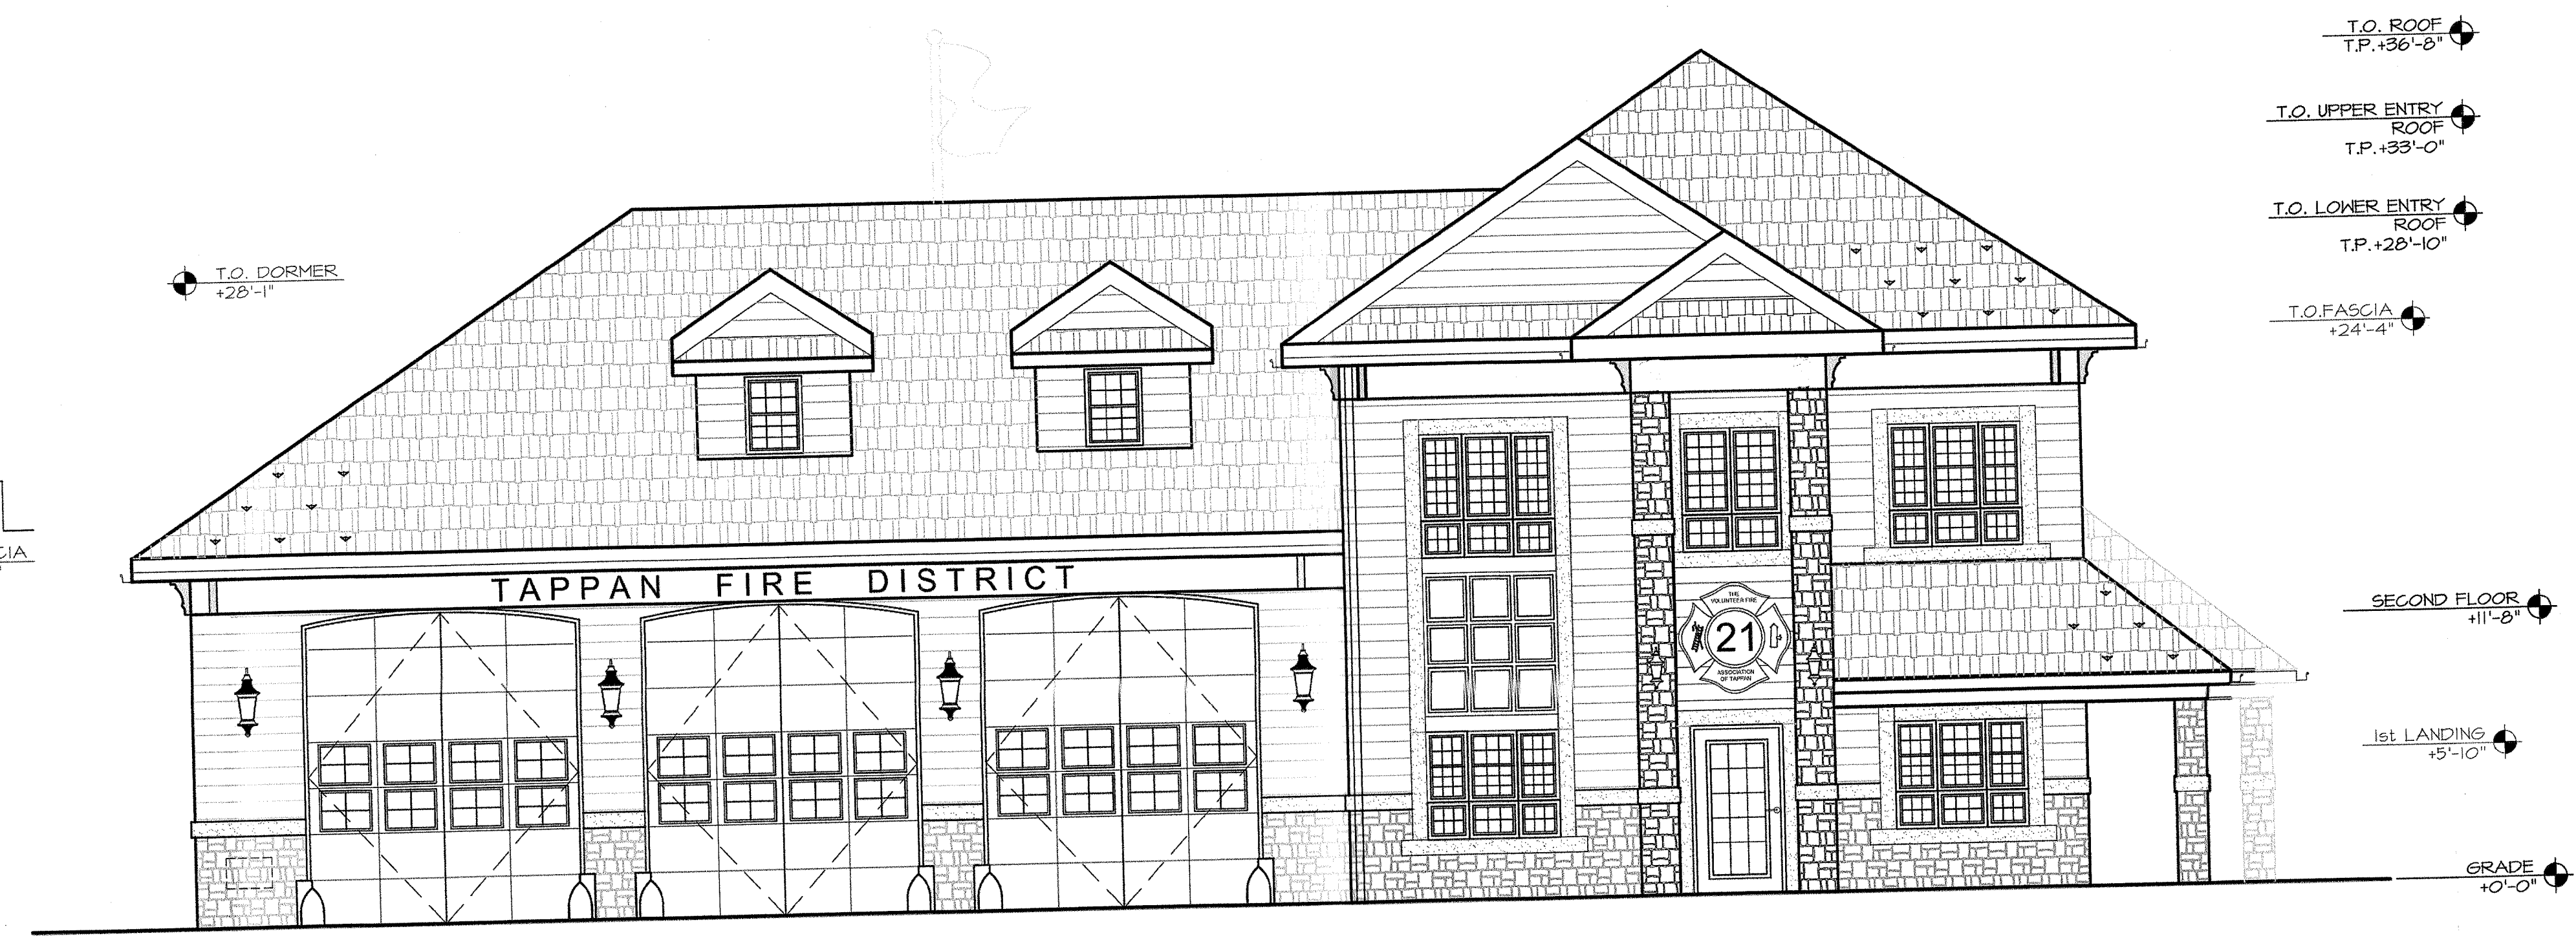 T.O. ROOF
T.P.+36'-8"
T.O. UPPER ENTRY
ROOF
T.P.+33'-0"
T.O. LOWER ENTRY
ROOF
T.P.+28'-10"
T.O. DORMER
+28'-1"
T.O.FASCIA
+24'-4"
CIA
TAPPAN FIRE DISTRICT
THE
VOLUNTEER FIRE
21
ASSOCIATION
OF TAPPAN
SECOND FLOOR
+11'-8"
1st LANDING
+5'-10"
GRADE
+0'-0"